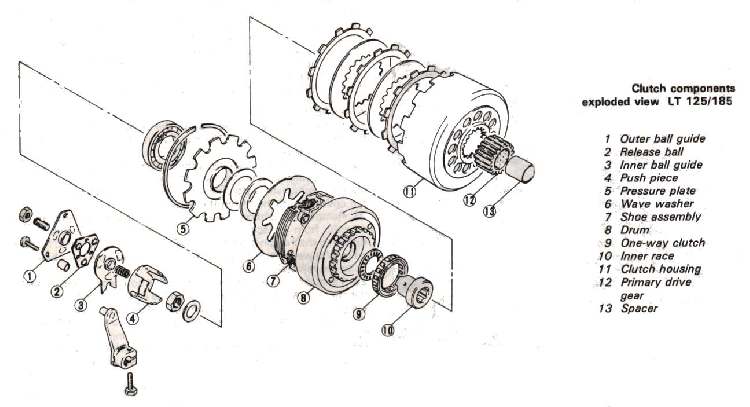 Clutch components
exploded view LT 125/185
1 Outer ball guide
2 Release ball
3 Inner ball guide
4 Push piece
5 Pressure plate
6 Wave washer
7 Shoe assembly
8 Drum
9 One-way clutch
10 Inner race
11 Clutch housing
12 Primary drive
gear
13 Spacer
1
2
3
4
5
6
7
8
9
10
11
12
13